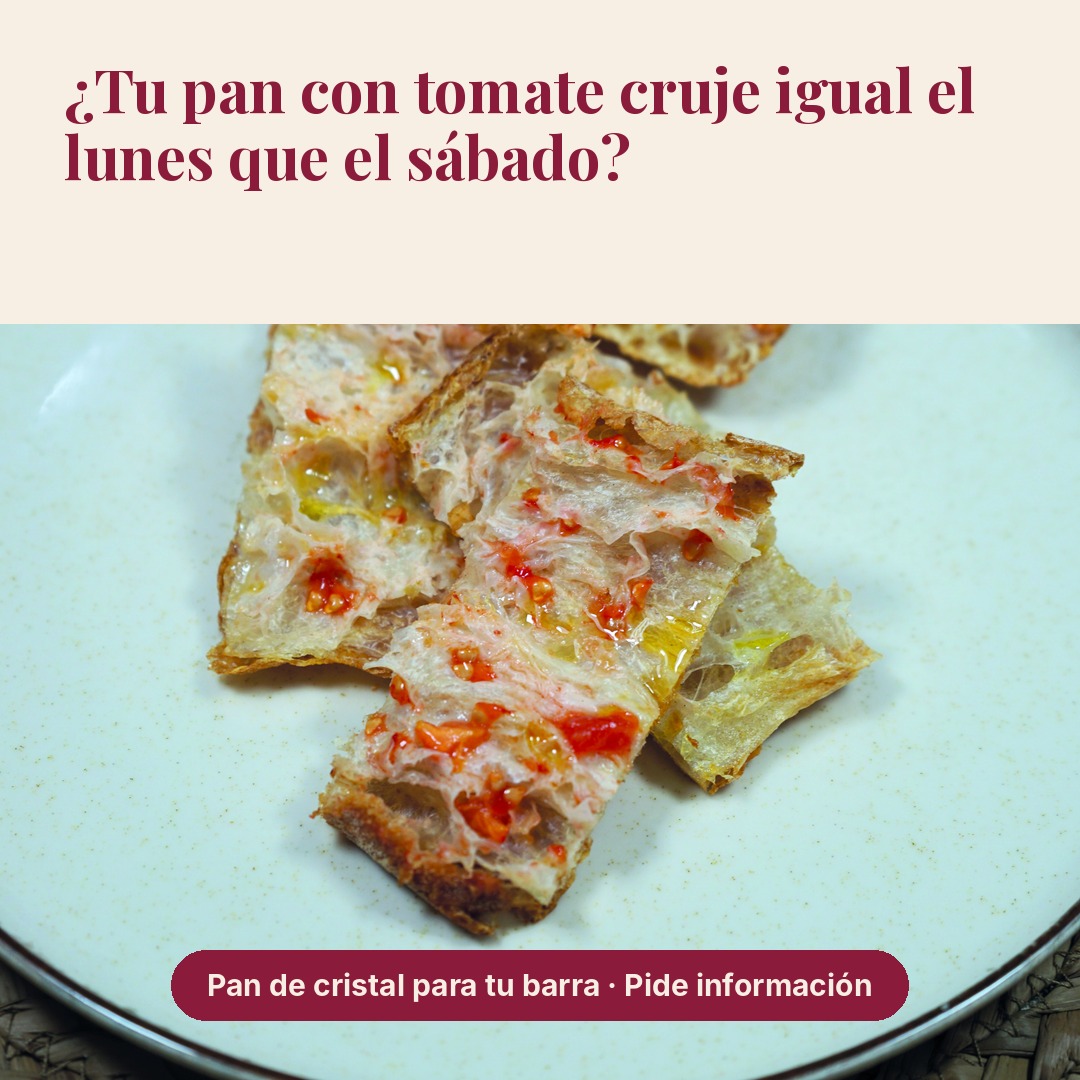 ¿Tu pan con tomate cruje igual el
lunes que el sábado?
Pan de cristal para tu barra · Pide información